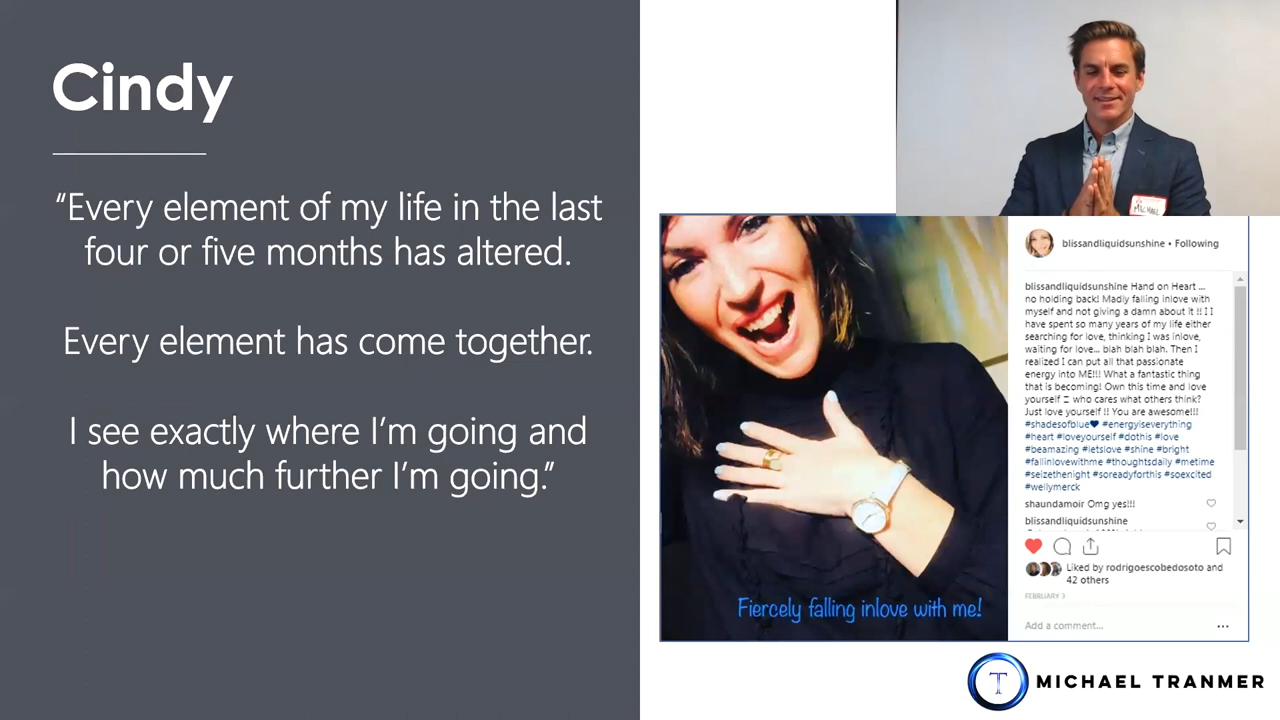 Cindy
“Every element of my life in the last
four or five months has altered.
Every element has come together.
I see exactly where I’m going and
how much further I’m going.”
MICHAEL
blissandliquidsunshine • Following
blissandliquidsunshine Hand on Heart ...
no holding back! Madly falling inlove with
myself and not giving a damn about it !! I I
have spent so many years of my life either
searching for love, thinking I was inlove,
waiting for love... blah blah blah. Then I
realized I can put all that passionate
energy into ME!!! What a fantastic thing
that is becoming! Own this time and love
yourself who cares what others think?
Just love yourself !! You are awesome!!!
#shadesofblue💙 #energyiseverything
#heart #loveyourself #dothis #love
#beamazing #letslove #shine #bright
#fallinlovewithme #thoughtsdaily #metime
#seizethenight #soreadyforthis #soexcited
#wellymerck
shaundamoir Omg yes!!!
blissandliquidsunshine
Liked by rodrigoescobedosoto and
42 others
FEBRUARY 3
Add a comment...
Fiercely falling inlove with me!
T
MICHAEL TRANMER